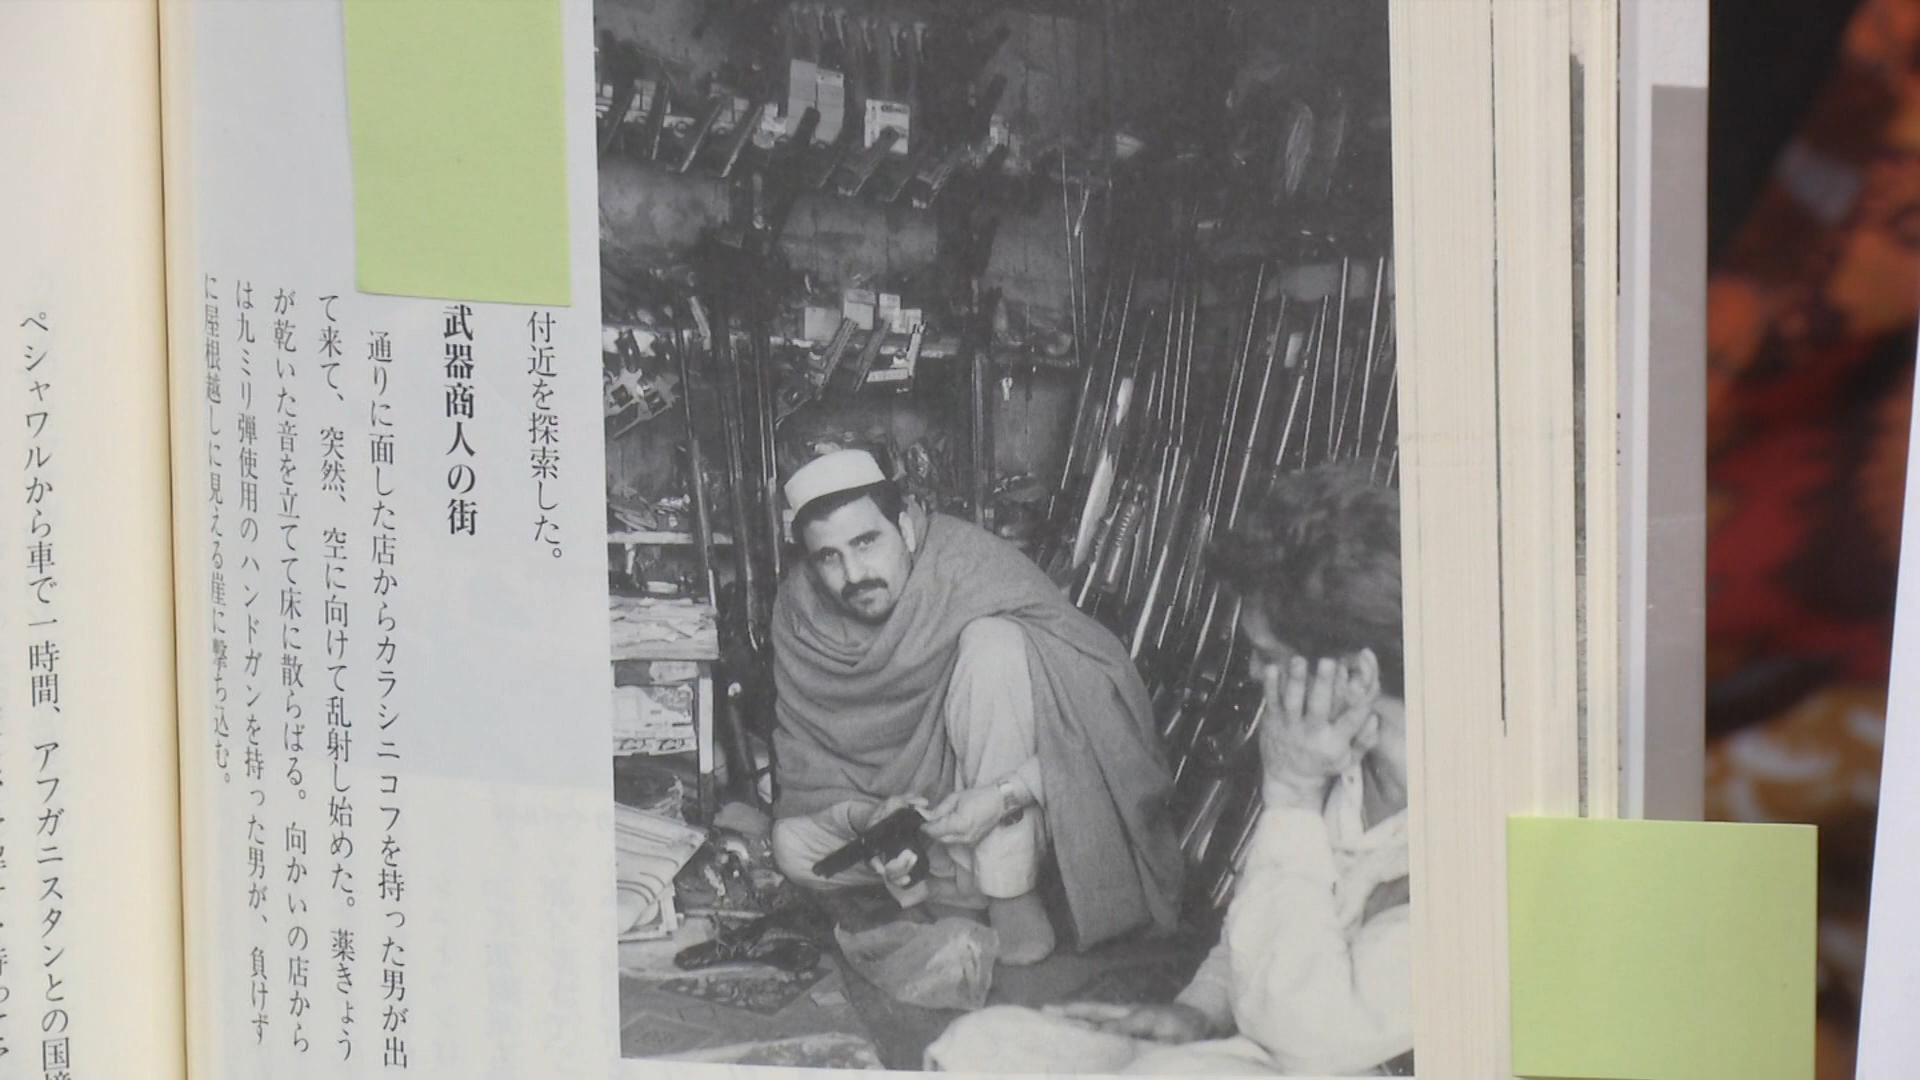 付近を探索した。
武器商人の街
通りに面した店からカラシニコフを持った男が出
て来て、突然、空に向けて乱射し始めた。薬きょう
が乾いた音を立てて床に散らばる。向かいの店から
は九ミリ弾使用のハンドガンを持った男が、負けず
に屋根越しに見える崖に撃ち込む。
ペシャワルから車で一時間、アフガニスタンとの国境